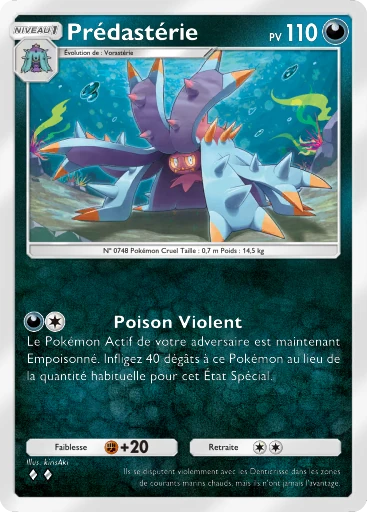 NIVEAU 1
Prédastérie
PV 110
Évolution de : Vorastérie
N° 0748 Pokémon Cruel Taille : 0,7 m Poids : 14,5 kg
Poison Violent
Le Pokémon Actif de votre adversaire est maintenant
Empoisonné. Infligez 40 dégâts à ce Pokémon au lieu de
la quantité habituelle pour cet État Spécial.
Faiblesse +20 Retraite
Illus. kirisAki
Ils se disputent violemment avec les Denticrisse dans les zones
de courants marins chauds, mais ils n'ont jamais l'avantage.